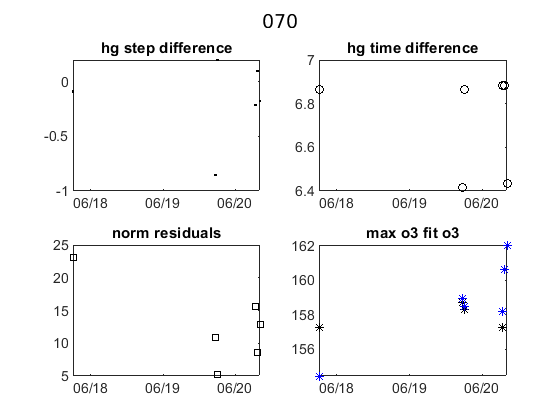 070
hg step difference
0
-0.5
-1
06/18 06/19 06/20
hg time difference
7
6.8
6.6
6.4
06/18 06/19 06/20
norm residuals
25
20
15
10
5
06/18 06/19 06/20
max o3 fit o3
162
160
158
156
06/18 06/19 06/20